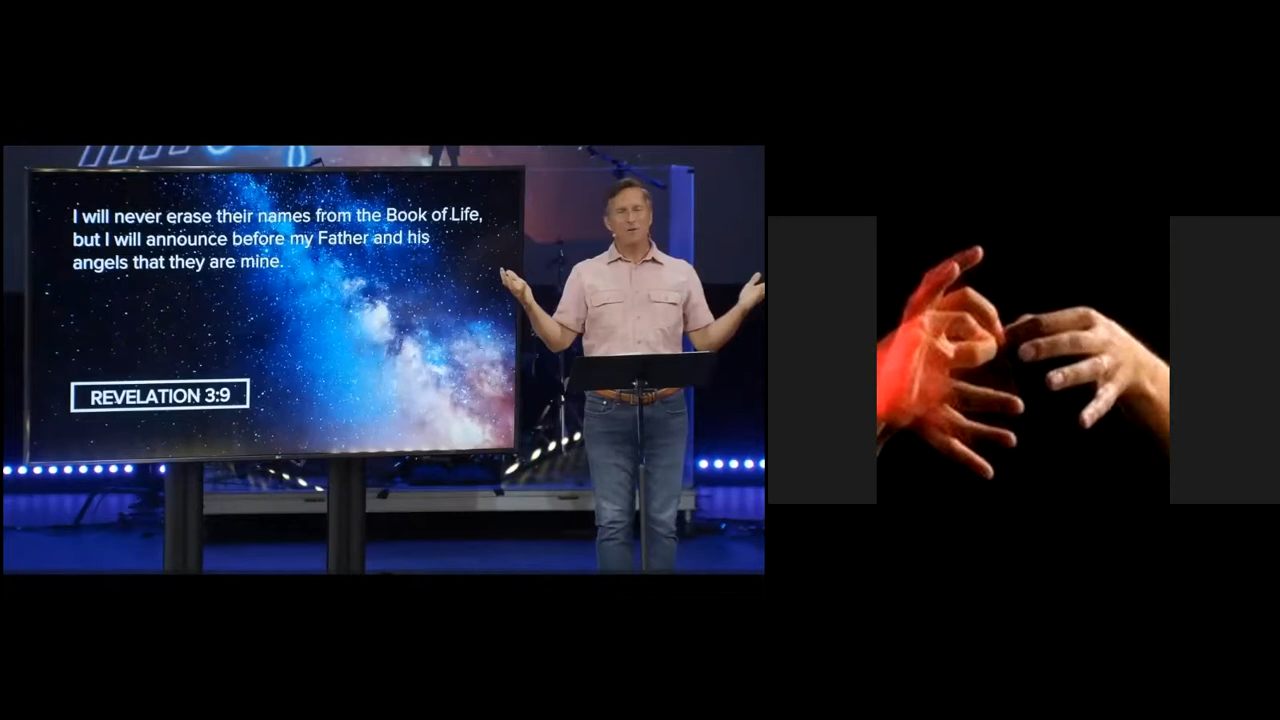 I will never erase their names from the Book of Life,
but I will announce before my Father and his
angels that they are mine.
REVELATION 3:9